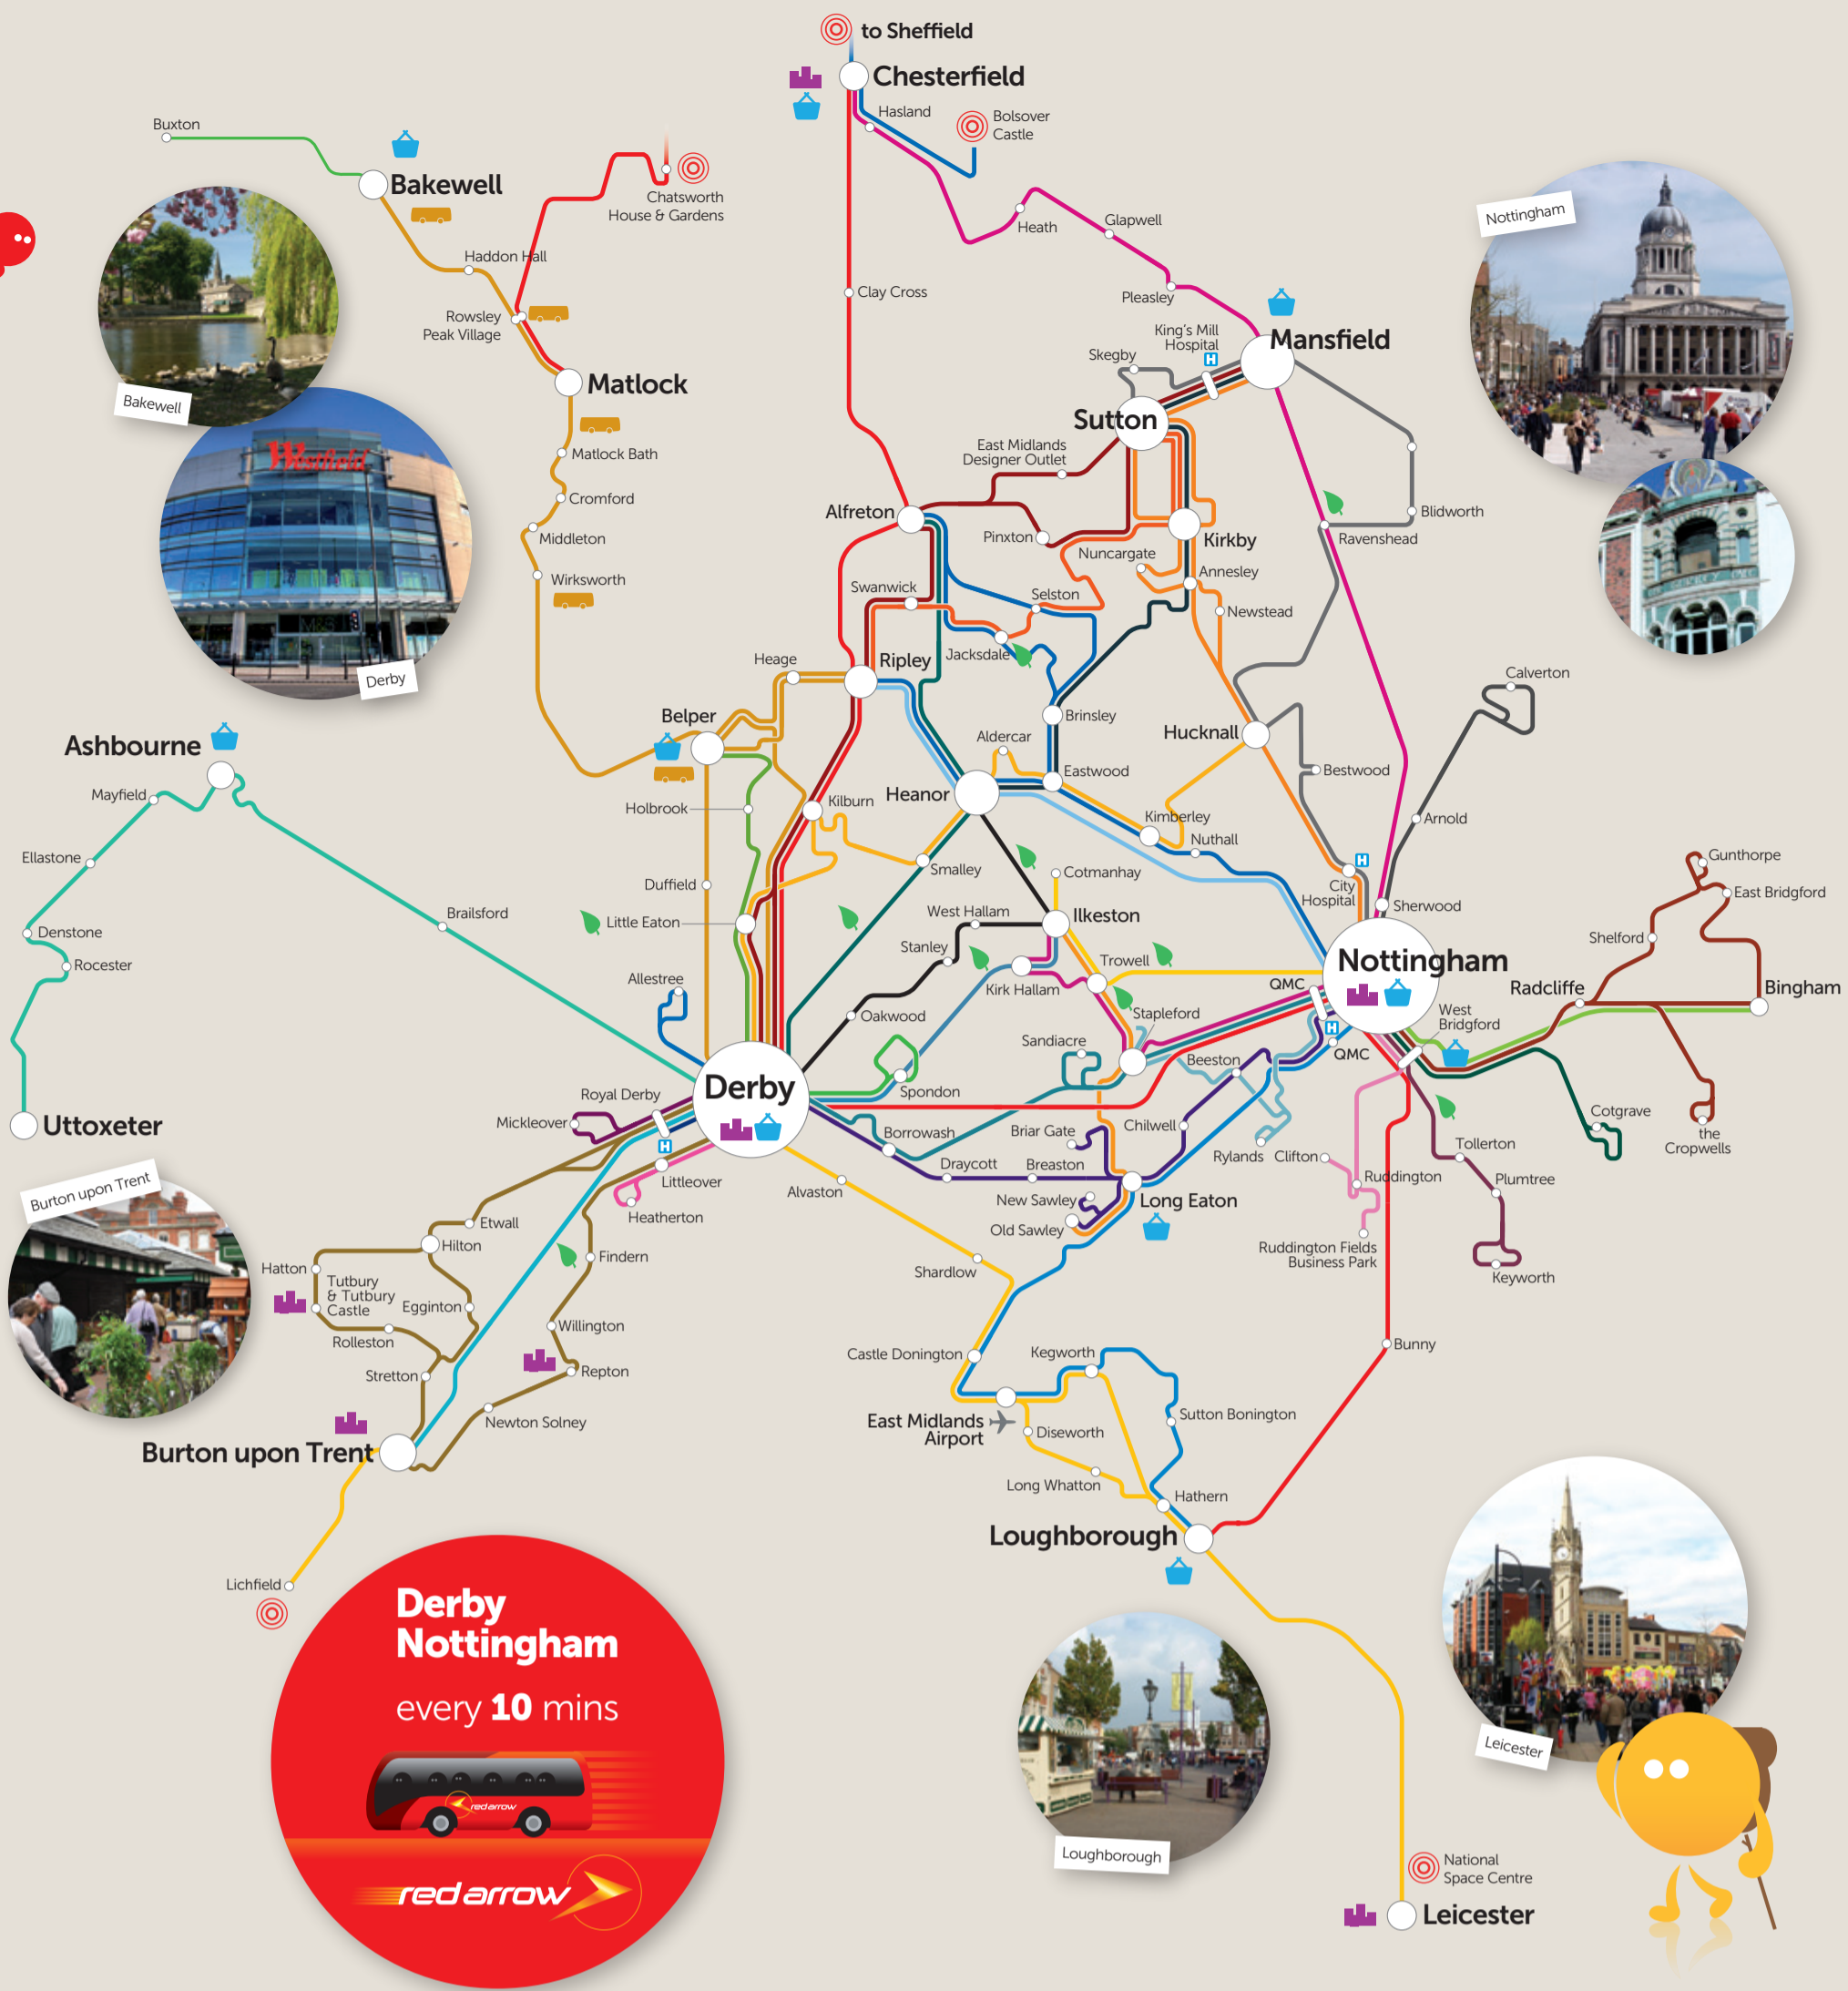 to Sheffield
Chesterfield
Hasland
Bolsover
Castle
Buxton
Bakewell
Chatsworth
House & Gardens
Heath
Glapwell
Nottingham
Haddon Hall
Clay Cross
Pleasley
Rowsley
Peak Village
King's Mill
Hospital
H
Mansfield
Skegby
Matlock
Bakewell
Sutton
Westfield
M&S
East Midlands
Designer Outlet
Matlock Bath
Cromford
Alfreton
Blidworth
Middleton
Pinxton
Kirkby
Ravenshead
Nuncargate
Annesley
Wirksworth
Swanwick
Selston
Newstead
Derby
Heage
Ripley
Jacksdale
Calverton
Belper
Brinsley
Hucknall
Ashbourne
Aldercar
Eastwood
Bestwood
Mayfield
Holbrook
Kilburn
Heanor
Kimberley
Arnold
Nuthall
Ellastone
Smalley
Cotmanhay
H
Gunthorpe
Duffield
City
Hospital
East Bridgford
Brailsford
West Hallam
Ilkeston
Sherwood
Little Eaton
Denstone
Stanley
Shelford
Rocester
Trowell
Nottingham
Allestree
Kirk Hallam
QMC
Radcliffe
Bingham
Oakwood
Stapleford
West
Bridgford
H
Sandiacre
QMC
Derby
Spondon
Beeston
Royal Derby
Uttoxeter
Mickleover
Borrowash
Briar Gate
Chilwell
Cotgrave
the
Cropwells
H
Tollerton
Rylands
Clifton
Draycott
Breaston
Littleover
Alvaston
New Sawley
Long Eaton
Ruddington
Plumtree
Burton upon Trent
Heatherton
Etwall
Old Sawley
Hilton
Findern
Shardlow
Ruddington Fields
Business Park
Hatton
Keyworth
Tutbury
& Tutbury
Castle
Egginton
Willington
Rolleston
Castle Donington
Kegworth
Bunny
Stretton
Repton
Newton Solney
East Midlands
Airport
Sutton Bonington
Diseworth
Burton upon Trent
Long Whatton
Hathern
Loughborough
Lichfield
Derby
Nottingham
every 10 mins
red arrow
red arrow
Leicester
Loughborough
National
Space Centre
Leicester